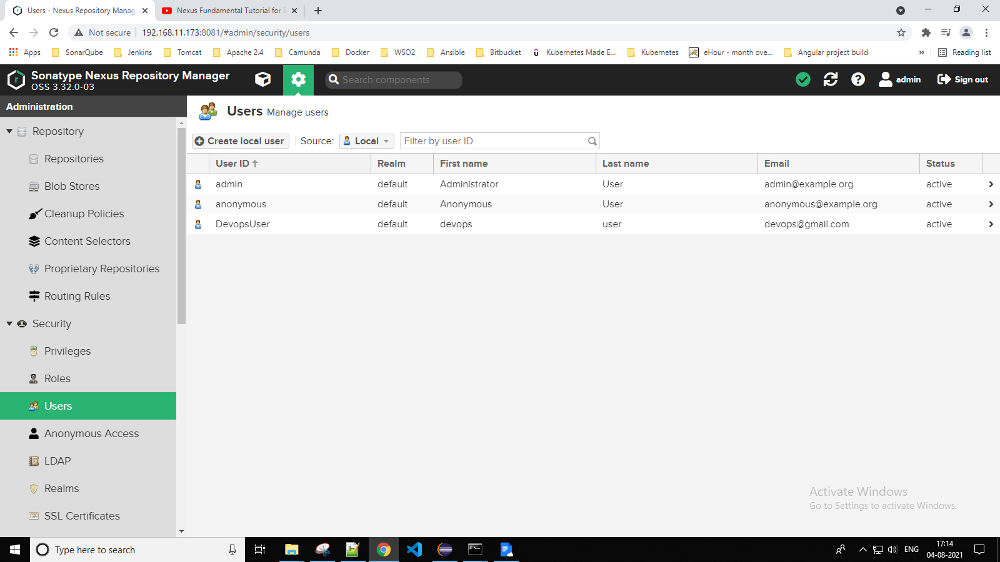 Users - Nexus Repository Manag
Nexus Fundamental Tutorial for
Not secure
192.168.11.173:8081/#admin/security/users
Apps
SonarQube
Jenkins
Tomcat
Apache 2.4
Camunda
Docker
WSO2
Ansible
Bitbucket
Kubernetes Made E...
Kubernetes
eHour - month ove...
Angular project build
»
Reading list
Sonatype Nexus Repository Manager
OSS 3.32.0-03
Search components
admin
Sign out
Administration
Users Manage users
Repository
Repositories
Blob Stores
Cleanup Policies
Content Selectors
Proprietary Repositories
Routing Rules
Security
Privileges
Roles
Users
Anonymous Access
LDAP
Realms
SSL Certificates
Create local user
Source:
Local
Filter by user ID
User ID Realm First name Last name Email Status
admin default Administrator User admin@example.org active
anonymous default Anonymous User anonymous@example.org active
DevopsUser default devops user devops@gmail.com active
Activate Windows
Go to Settings to activate Windows.
Type here to search
ENG
17:14
04-08-2021